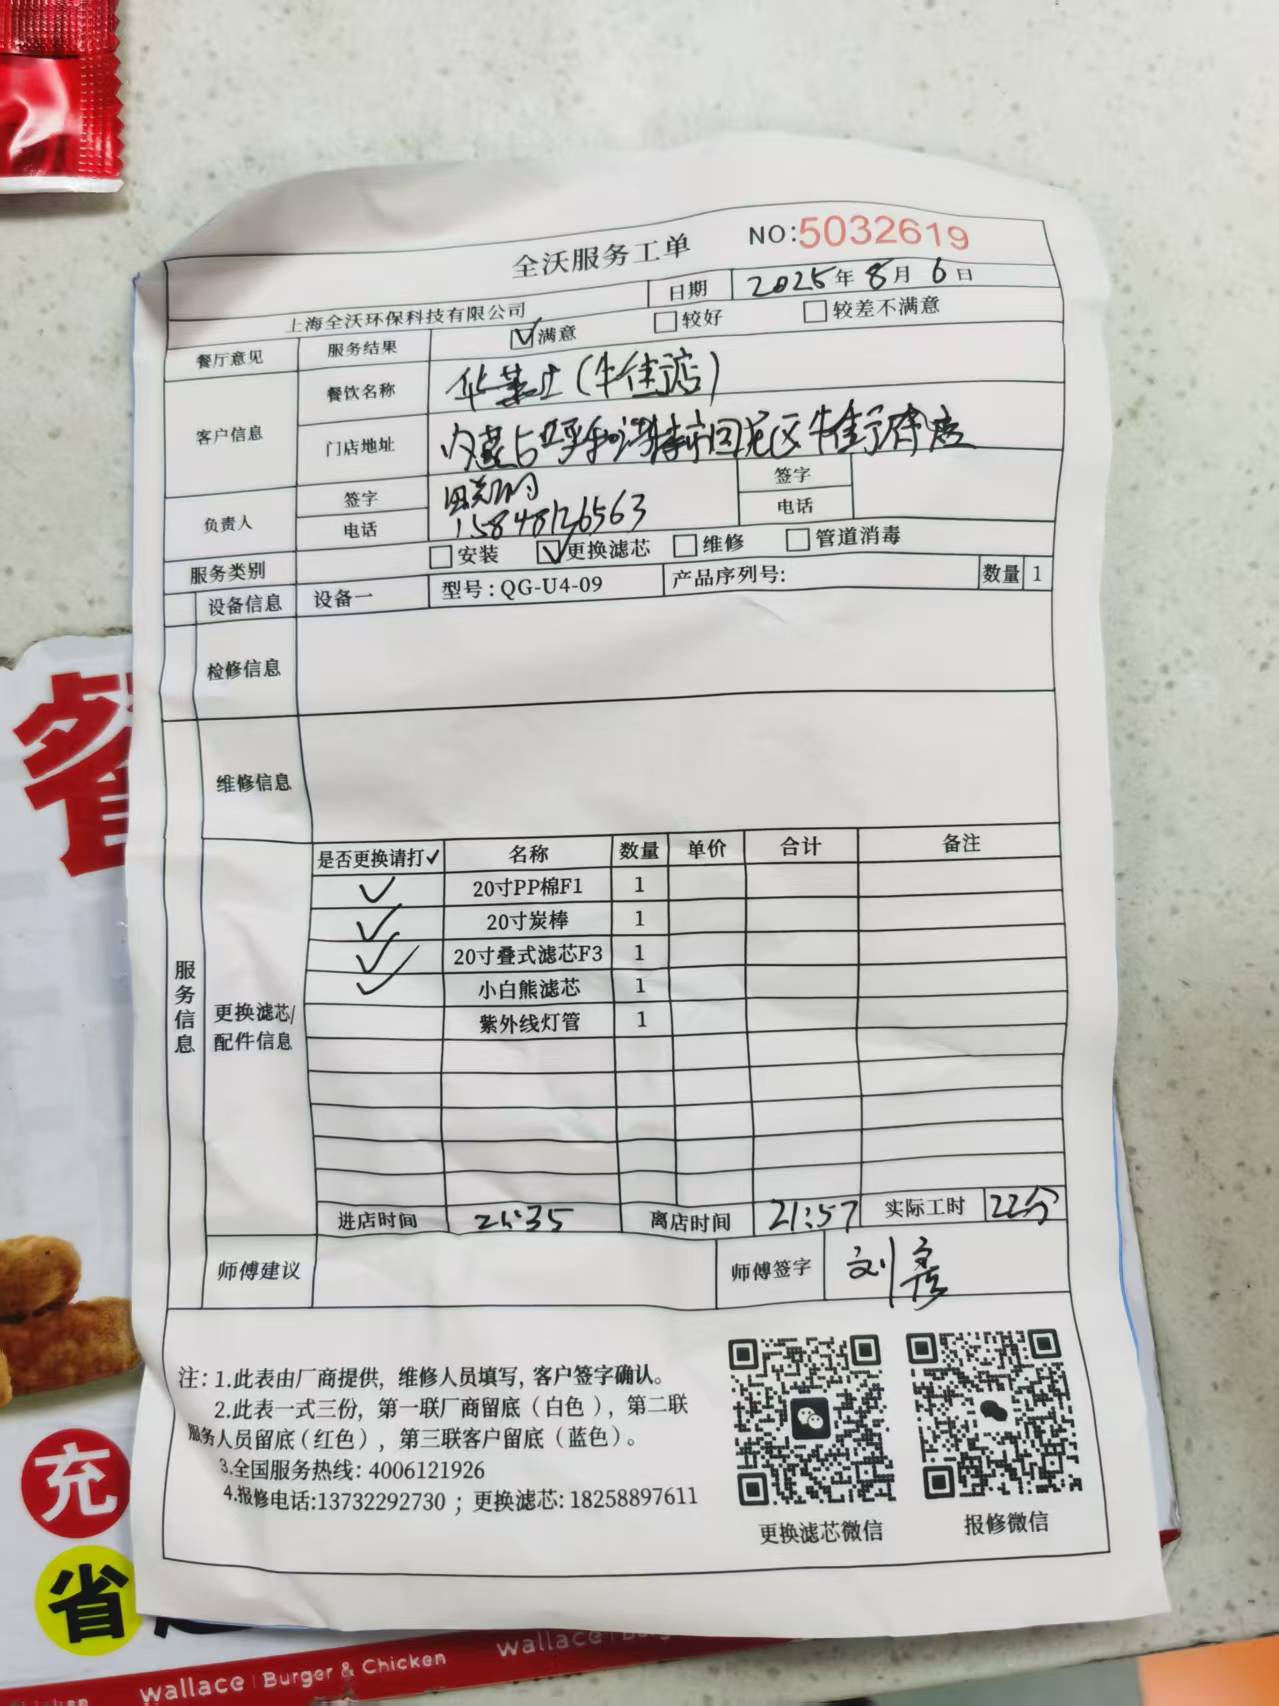 全沃服务工单 NO:5032619
上海全沃环保科技有限公司 日期 2025年8月6日
餐厅意见 服务结果 ☑满意 □较好 □较差不满意
客户信息 餐饮名称 华莱士(牛街店)
门店地址 内蒙古呼和浩特市回民区牛街
负责人 签字 签字
电话 15848126563 电话
服务类别 □安装 ☑更换滤芯 □维修 □管道消毒
设备信息 设备一 型号:QG-U4-09 产品序列号: 数量 1
检修信息
维修信息
服务信息
更换滤芯/配件信息
是否更换请打✓ 名称 数量 单价 合计 备注
✓ 20寸PP棉F1 1
✓ 20寸炭棒 1
✓ 20寸叠式滤芯F3 1
✓ 小白熊滤芯 1
紫外线灯管 1
进店时间 21:35 离店时间 21:57 实际工时 22分
师傅建议 师傅签字 刘彦
注:1.此表由厂商提供,维修人员填写,客户签字确认。
2.此表一式三份,第一联厂商留底(白色),第二联
服务人员留底(红色),第三联客户留底(蓝色)。
3.全国服务热线:4006121926
4.报修电话:13732292730;更换滤芯:18258897611
更换滤芯微信 报修微信
餐
充
省
wallace Burger & Chicken
wallace